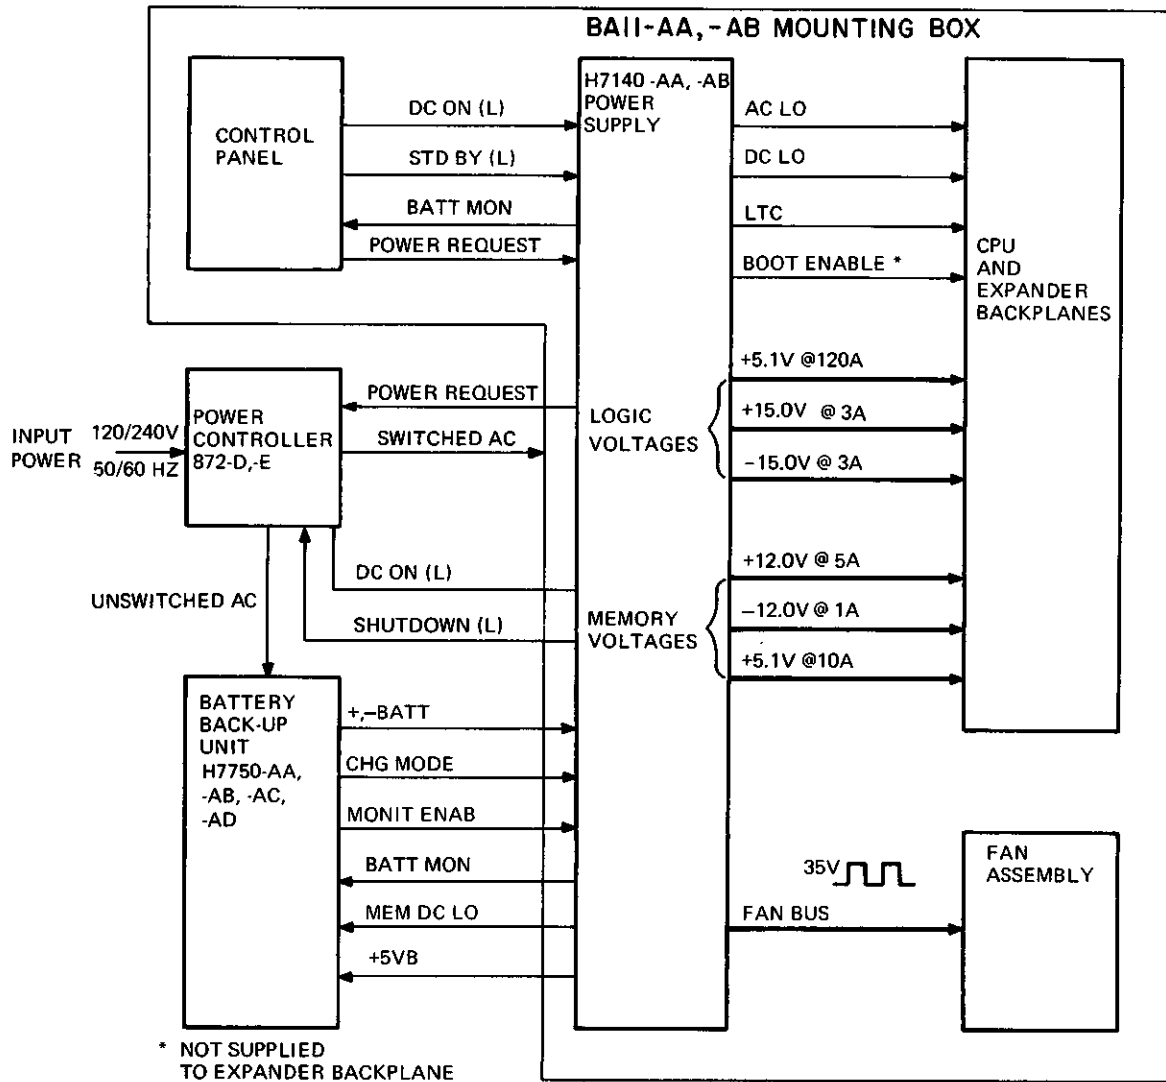 BA11-AA, -AB MOUNTING BOX
CONTROL
PANEL
DC ON (L)
STD BY (L)
BATT MON
POWER REQUEST
H7140 -AA, -AB
POWER
SUPPLY
AC LO
DC LO
LTC
BOOT ENABLE *
CPU
AND
EXPANDER
BACKPLANES
INPUT
POWER
120/240V
50/60 HZ
POWER
CONTROLLER
872-D,-E
POWER REQUEST
SWITCHED AC
LOGIC
VOLTAGES
+5.1V @120A
+15.0V @ 3A
−15.0V @ 3A
UNSWITCHED AC
DC ON (L)
SHUTDOWN (L)
MEMORY
VOLTAGES
+12.0V @ 5A
−12.0V @ 1A
+5.1V @10A
BATTERY
BACK-UP
UNIT
H7750-AA,
-AB, -AC,
-AD
+,−BATT
CHG MODE
MONIT ENAB
BATT MON
MEM DC LO
+5VB
35V
FAN BUS
FAN
ASSEMBLY
* NOT SUPPLIED
TO EXPANDER BACKPLANE